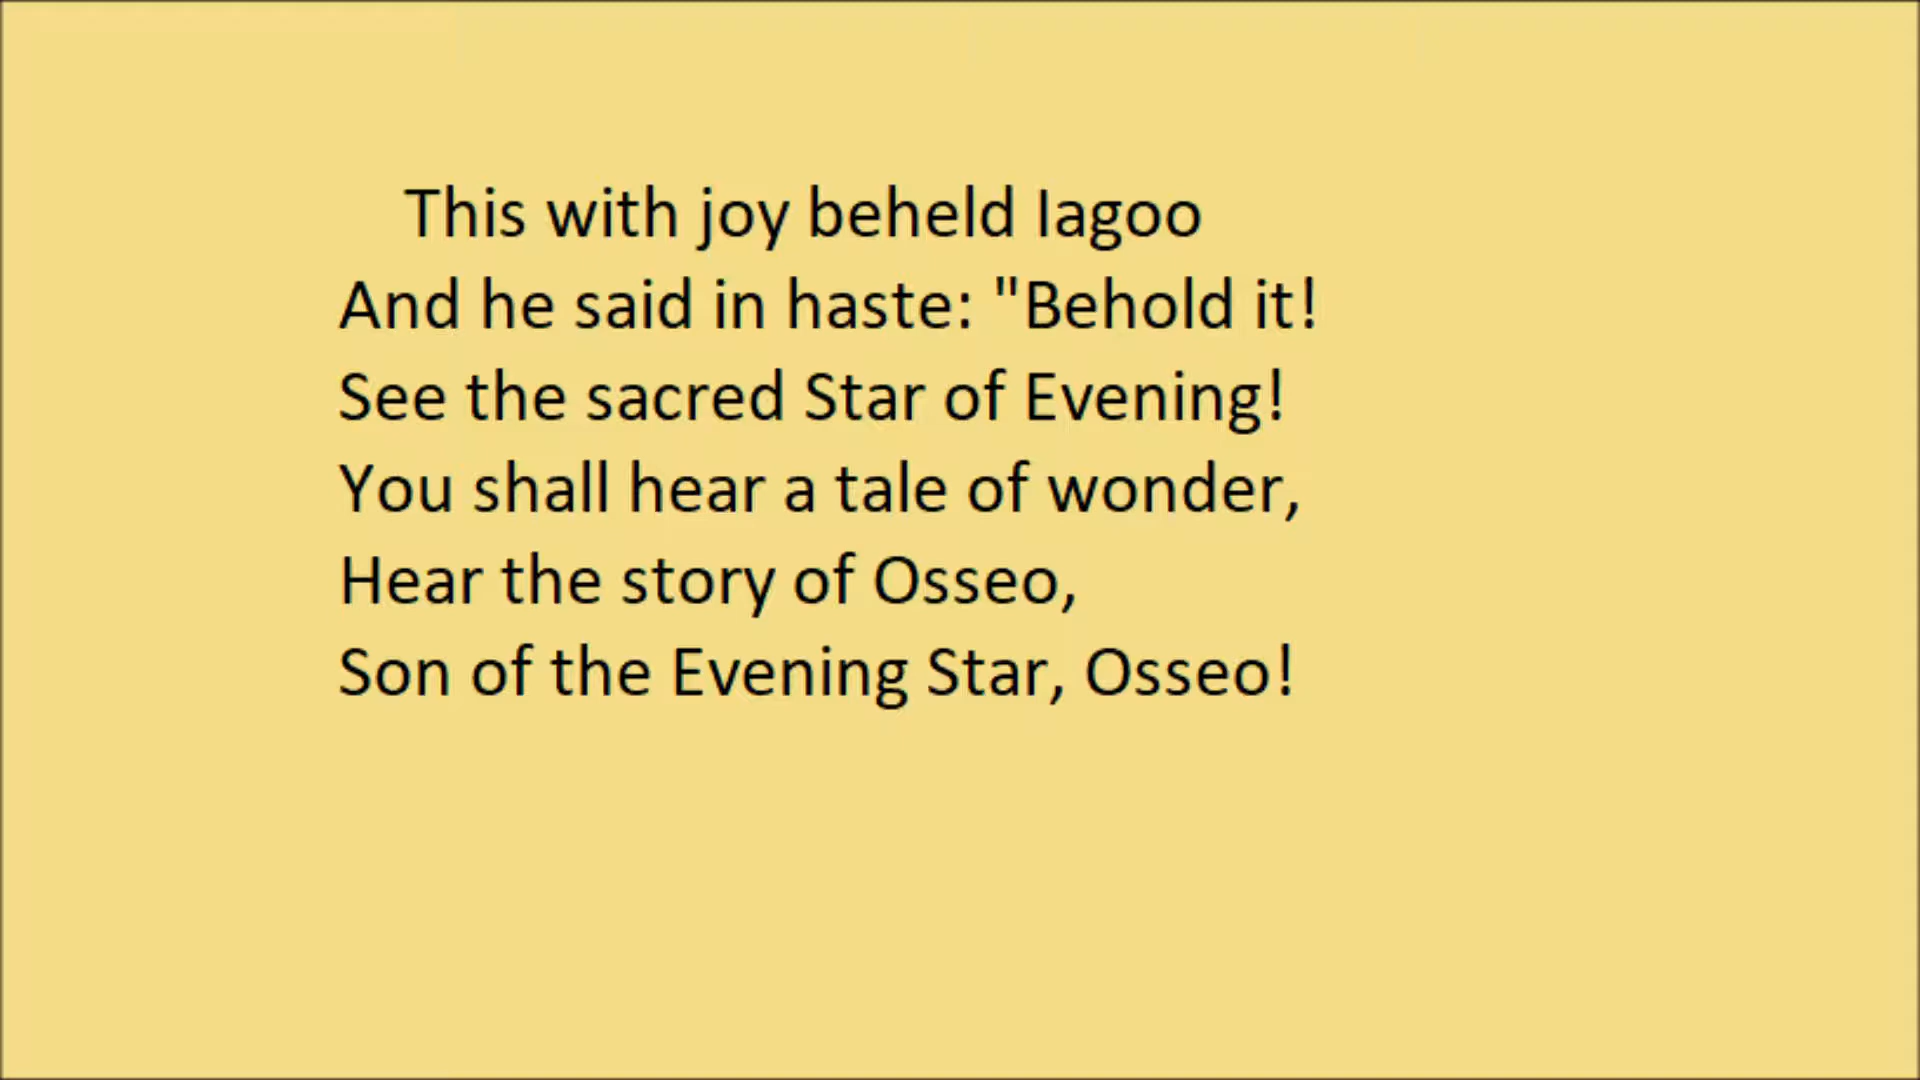 This with joy beheld Iagoo
And he said in haste: "Behold it!
See the sacred Star of Evening!
You shall hear a tale of wonder,
Hear the story of Osseo,
Son of the Evening Star, Osseo!